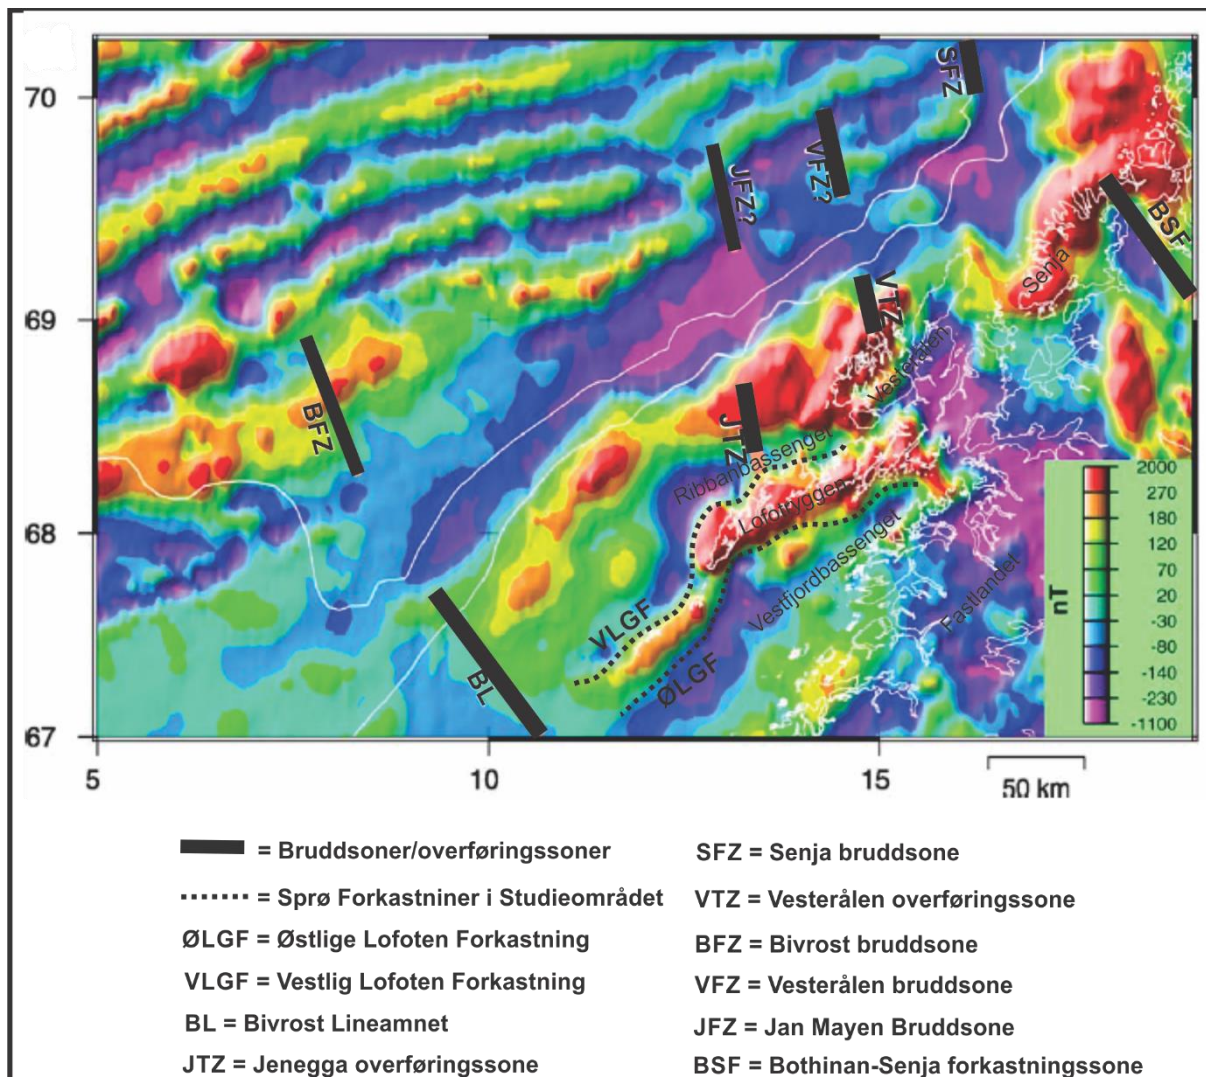 70
69
68
67
5
10
15
SFZ
VFZ?
JFZ?
BSF
Senja
VTZ
Vesterålen
BFZ
JTZ
Ribbanbassenget
Lofotryggen
Vestfjordbassenget
Fastlandet
VLGF
ØLGF
BL
nT
2000
270
180
120
70
20
-30
-80
-140
-230
-1100
50 km
= Bruddsoner/overføringssoner
= Sprø Forkastniner i Studieområdet
ØLGF = Østlige Lofoten Forkastning
VLGF = Vestlig Lofoten Forkastning
BL = Bivrost Lineamnet
JTZ = Jenegga overføringssone
SFZ = Senja bruddsone
VTZ = Vesterålen overføringssone
BFZ = Bivrost bruddsone
VFZ = Vesterålen bruddsone
JFZ = Jan Mayen Bruddsone
BSF = Bothinan-Senja forkastningssone